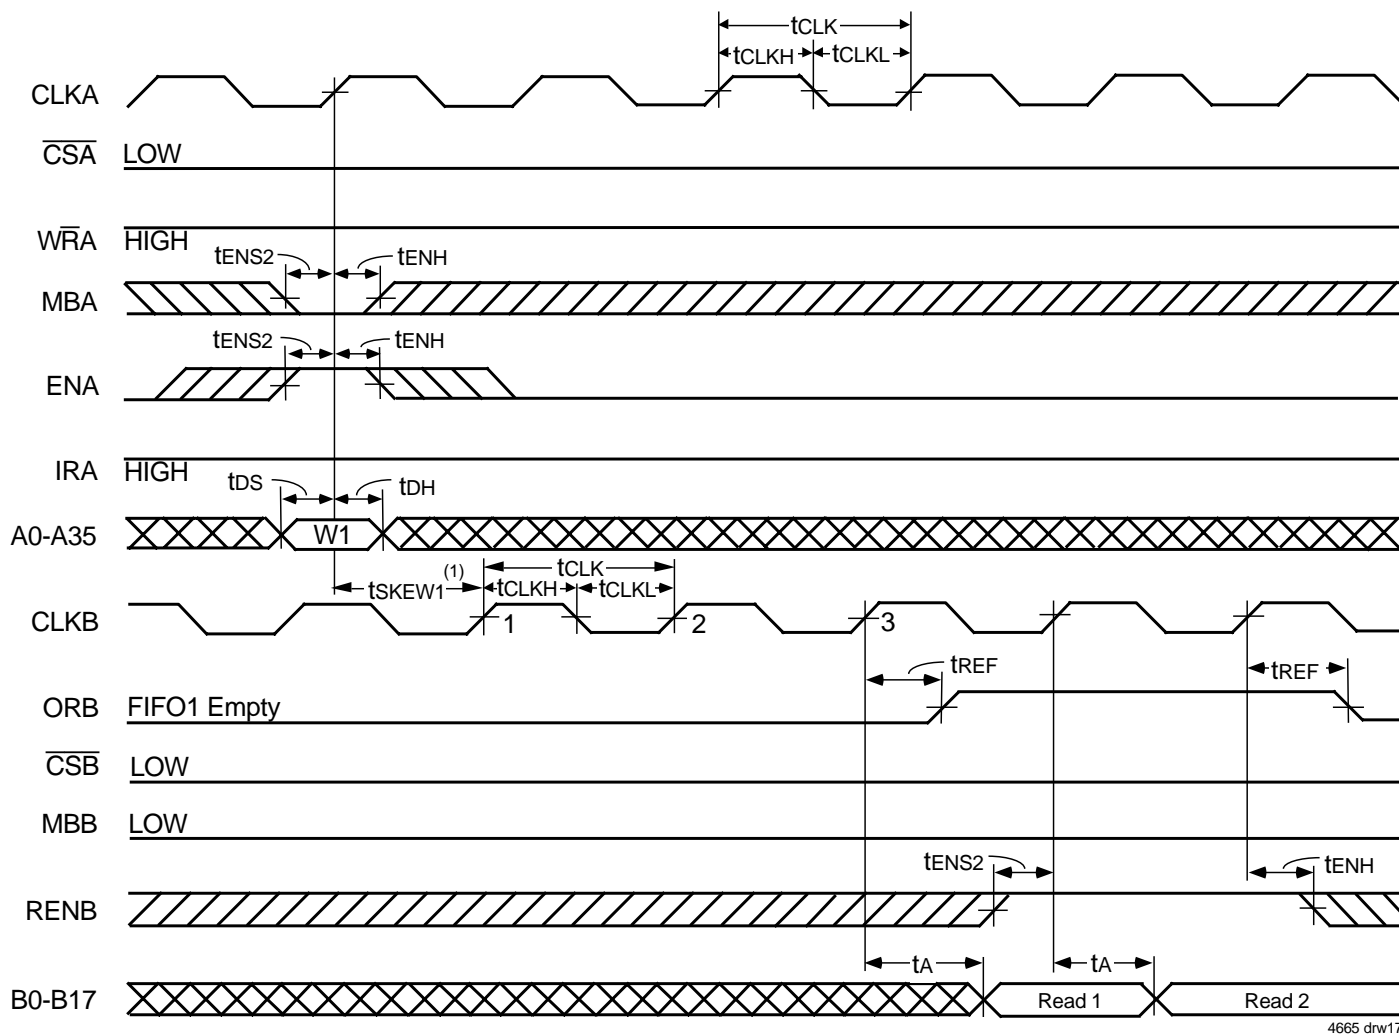 tCLK
tCLKH tCLKL
CLKA
CSA LOW
WRA HIGH
tENS2 tENH
MBA
tENS2 tENH
ENA
IRA HIGH
tDS tDH
A0-A35 W1
tSKEW1(1) tCLK
tCLKH tCLKL
CLKB 1 2 3
tREF tREF
ORB FIFO1 Empty
CSB LOW
MBB LOW
tENS2 tENH
RENB
tA tA
B0-B17 Read 1 Read 2
4665 drw17